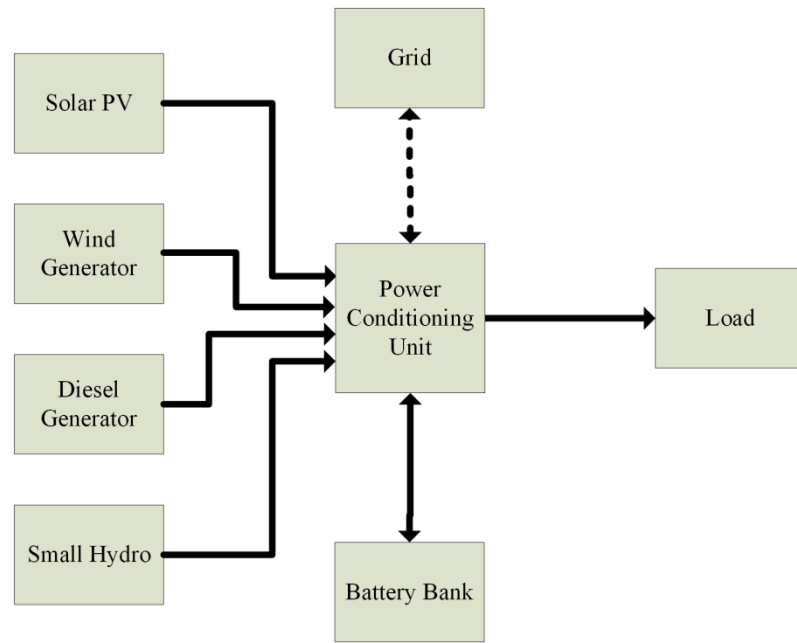 Solar PV
Grid
Wind
Generator
Power
Conditioning
Unit
Load
Diesel
Generator
Small Hydro
Battery Bank